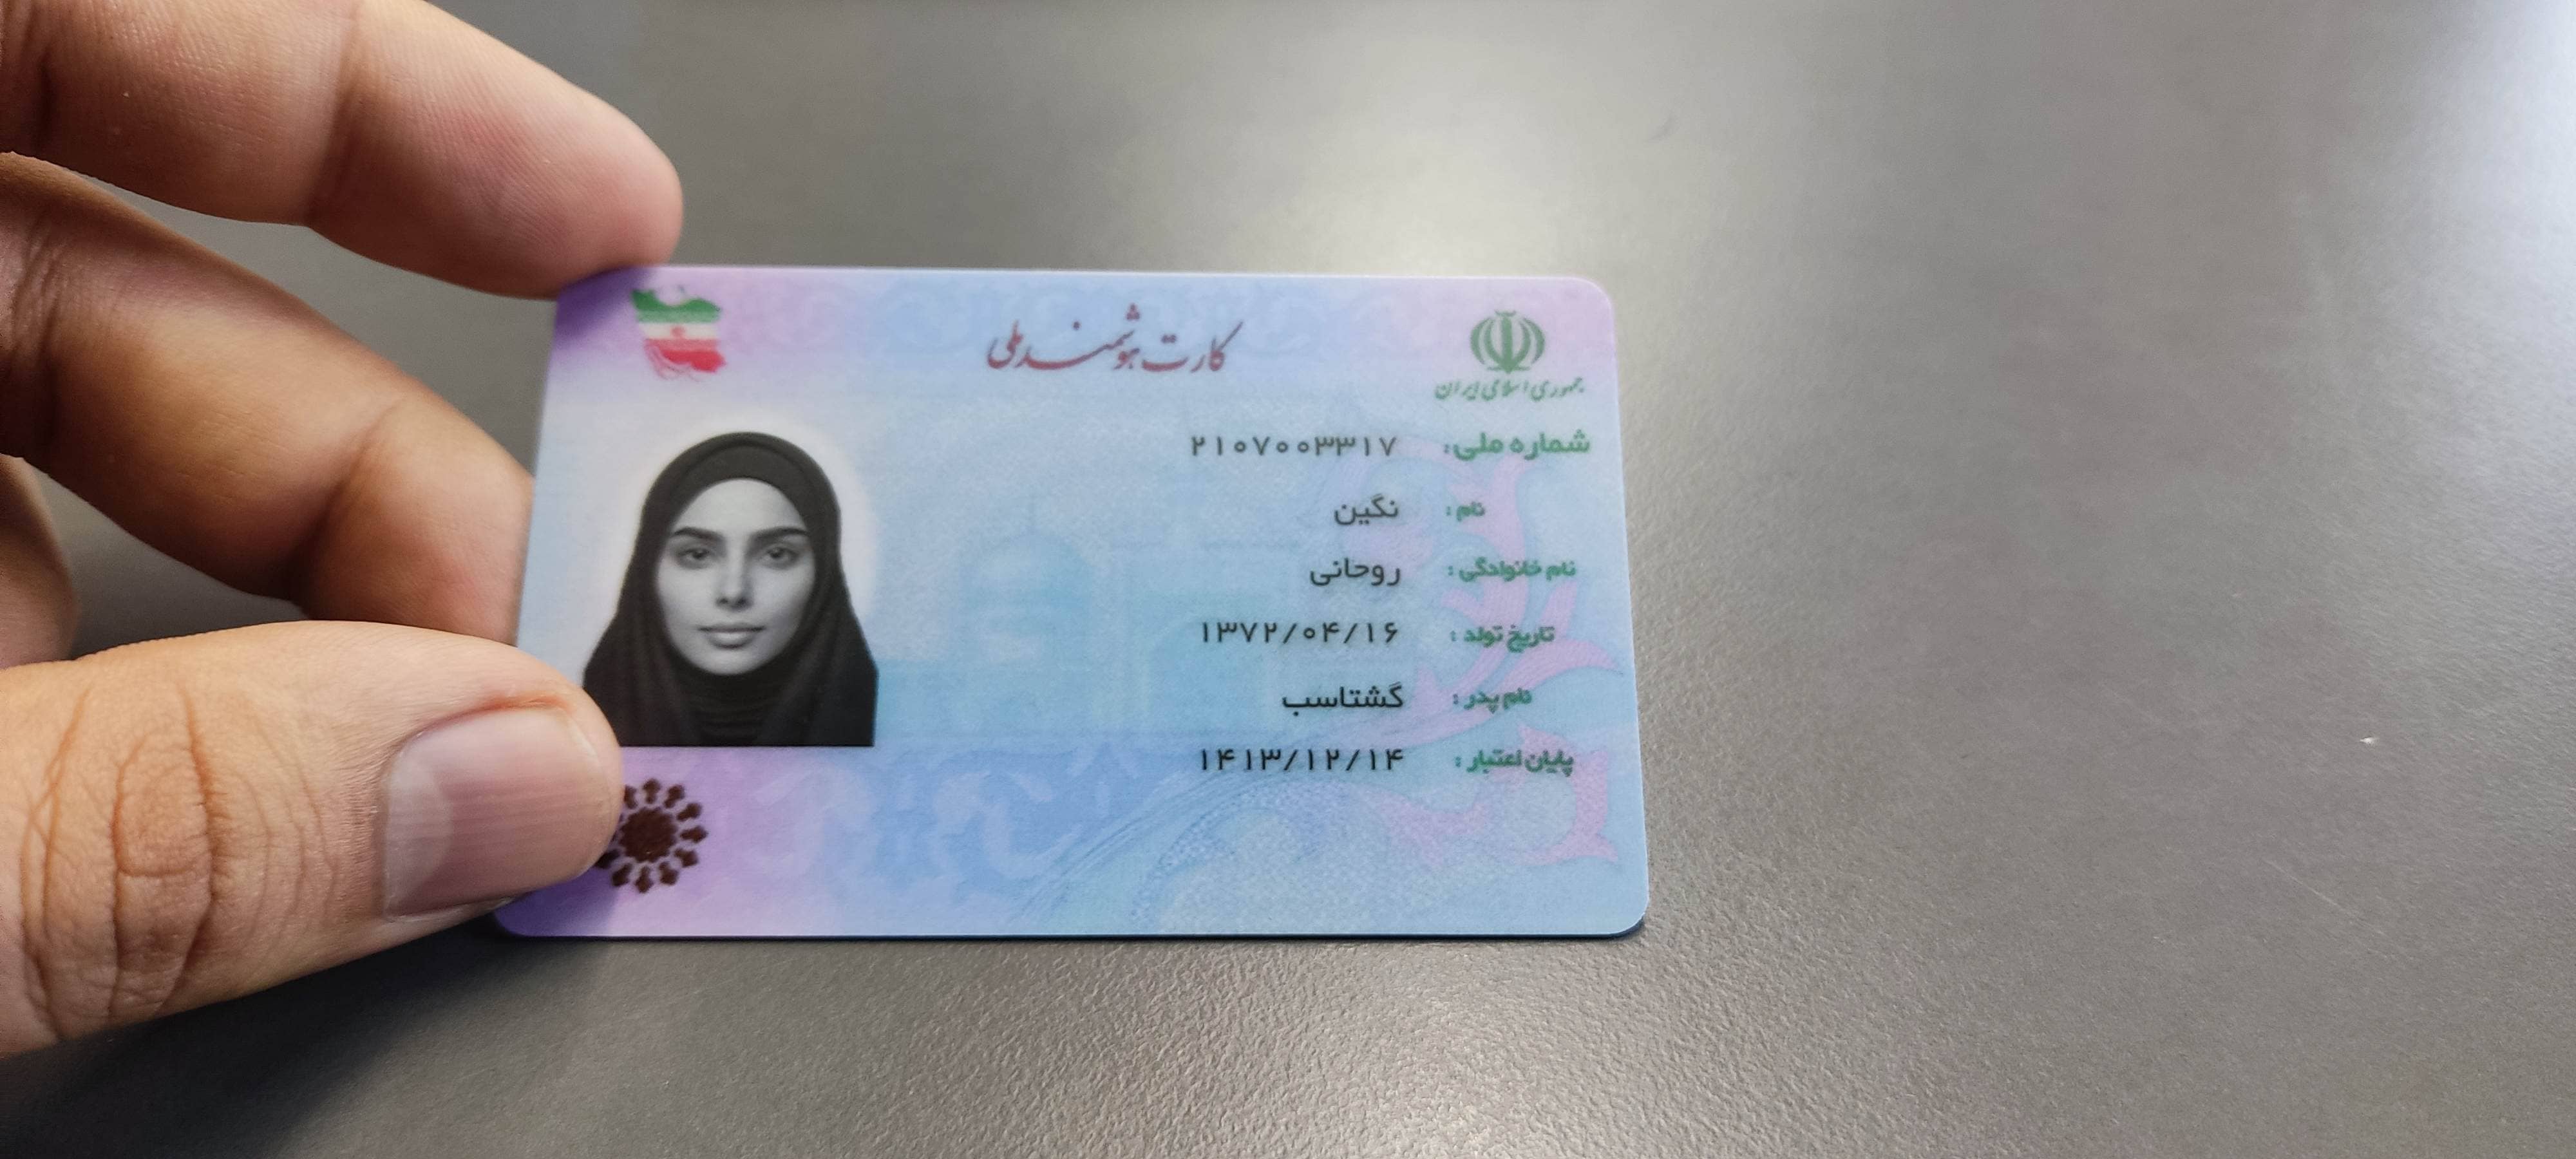 کارت هوشمند ملی
جمهوری اسلامی ایران
شماره ملی: ۲۱۰۷۰۰۳۳۱۷
نام : نگین
نام خانوادگی : روحانی
تاریخ تولد : ۱۳۷۲/۰۴/۱۶
نام پدر : گشتاسب
پایان اعتبار : ۱۴۱۳/۱۲/۱۴